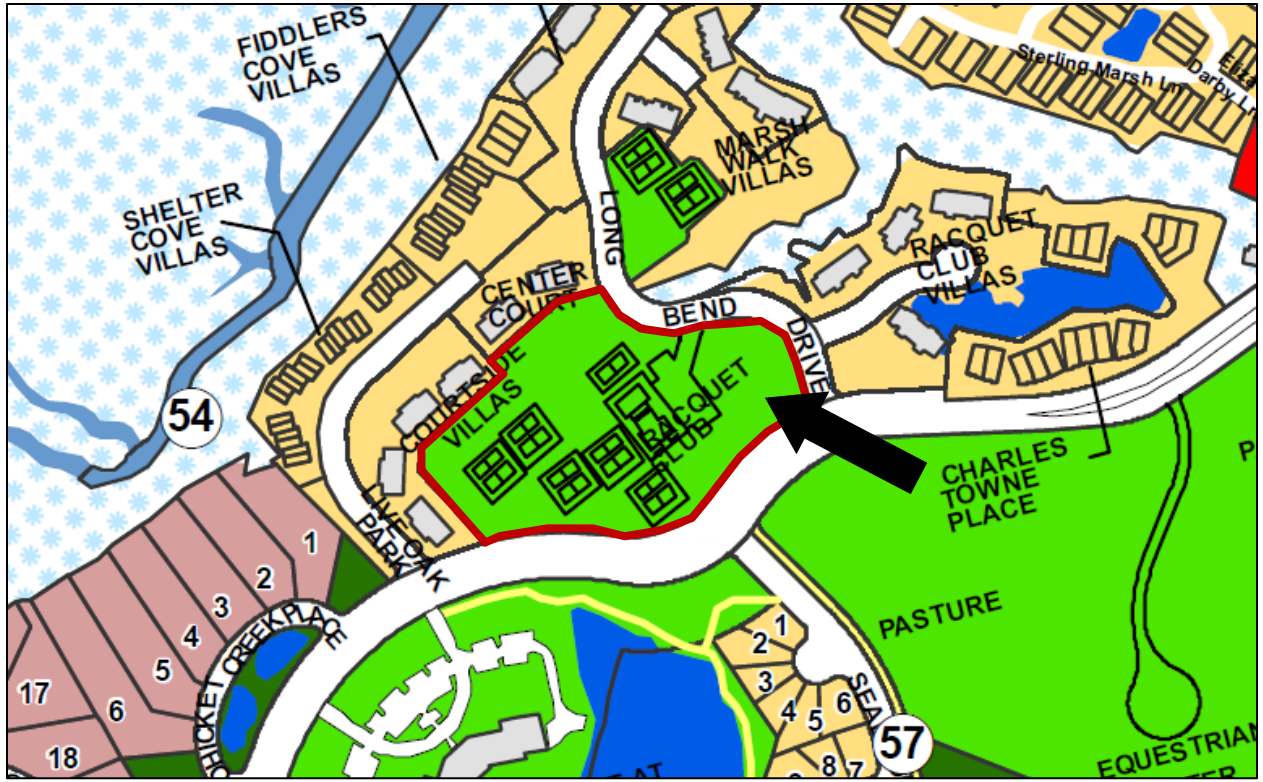 FIDDLERS
COVE
VILLAS
SHELTER
COVE
VILLAS
54
MARSH
WALK
VILLAS
Sterling Marsh Ln
Darby Ln
RACQUET
CLUB
VILLAS
LONG
BEND
DRIVE
CENTER
COURT
COURTSIDE
VILLAS
RACQUET
CLUB
LIVE OAK
PARK
CHARLES
TOWNE
PLACE
PASTURE
EQUESTRIAN
CREEK PLACE
1
2
3
4
5
6
17
18
1
2
3
4
5
6
7
8
57